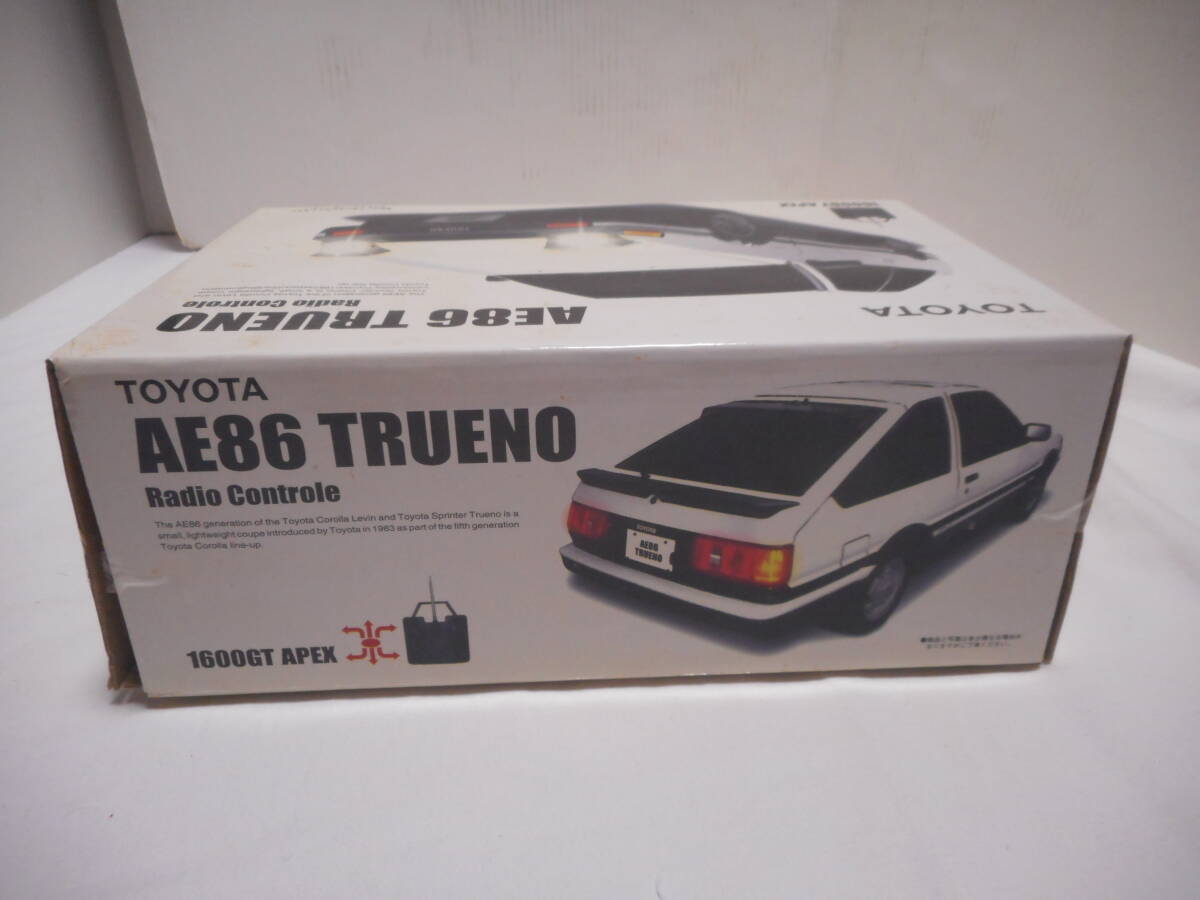 TOYOTA
AE86 TRUENO
Radio Controle
1600GT APEX
TOYOTA
AE86 TRUENO
Radio Controle
The AE86 generation of the Toyota Corolla Levin and Toyota Sprinter Trueno is a
small, lightweight coupe introduced by Toyota in 1983 as part of the fifth generation
Toyota Corolla line-up.
TOYOTA
AE86
TRUENO
1600GT APEX